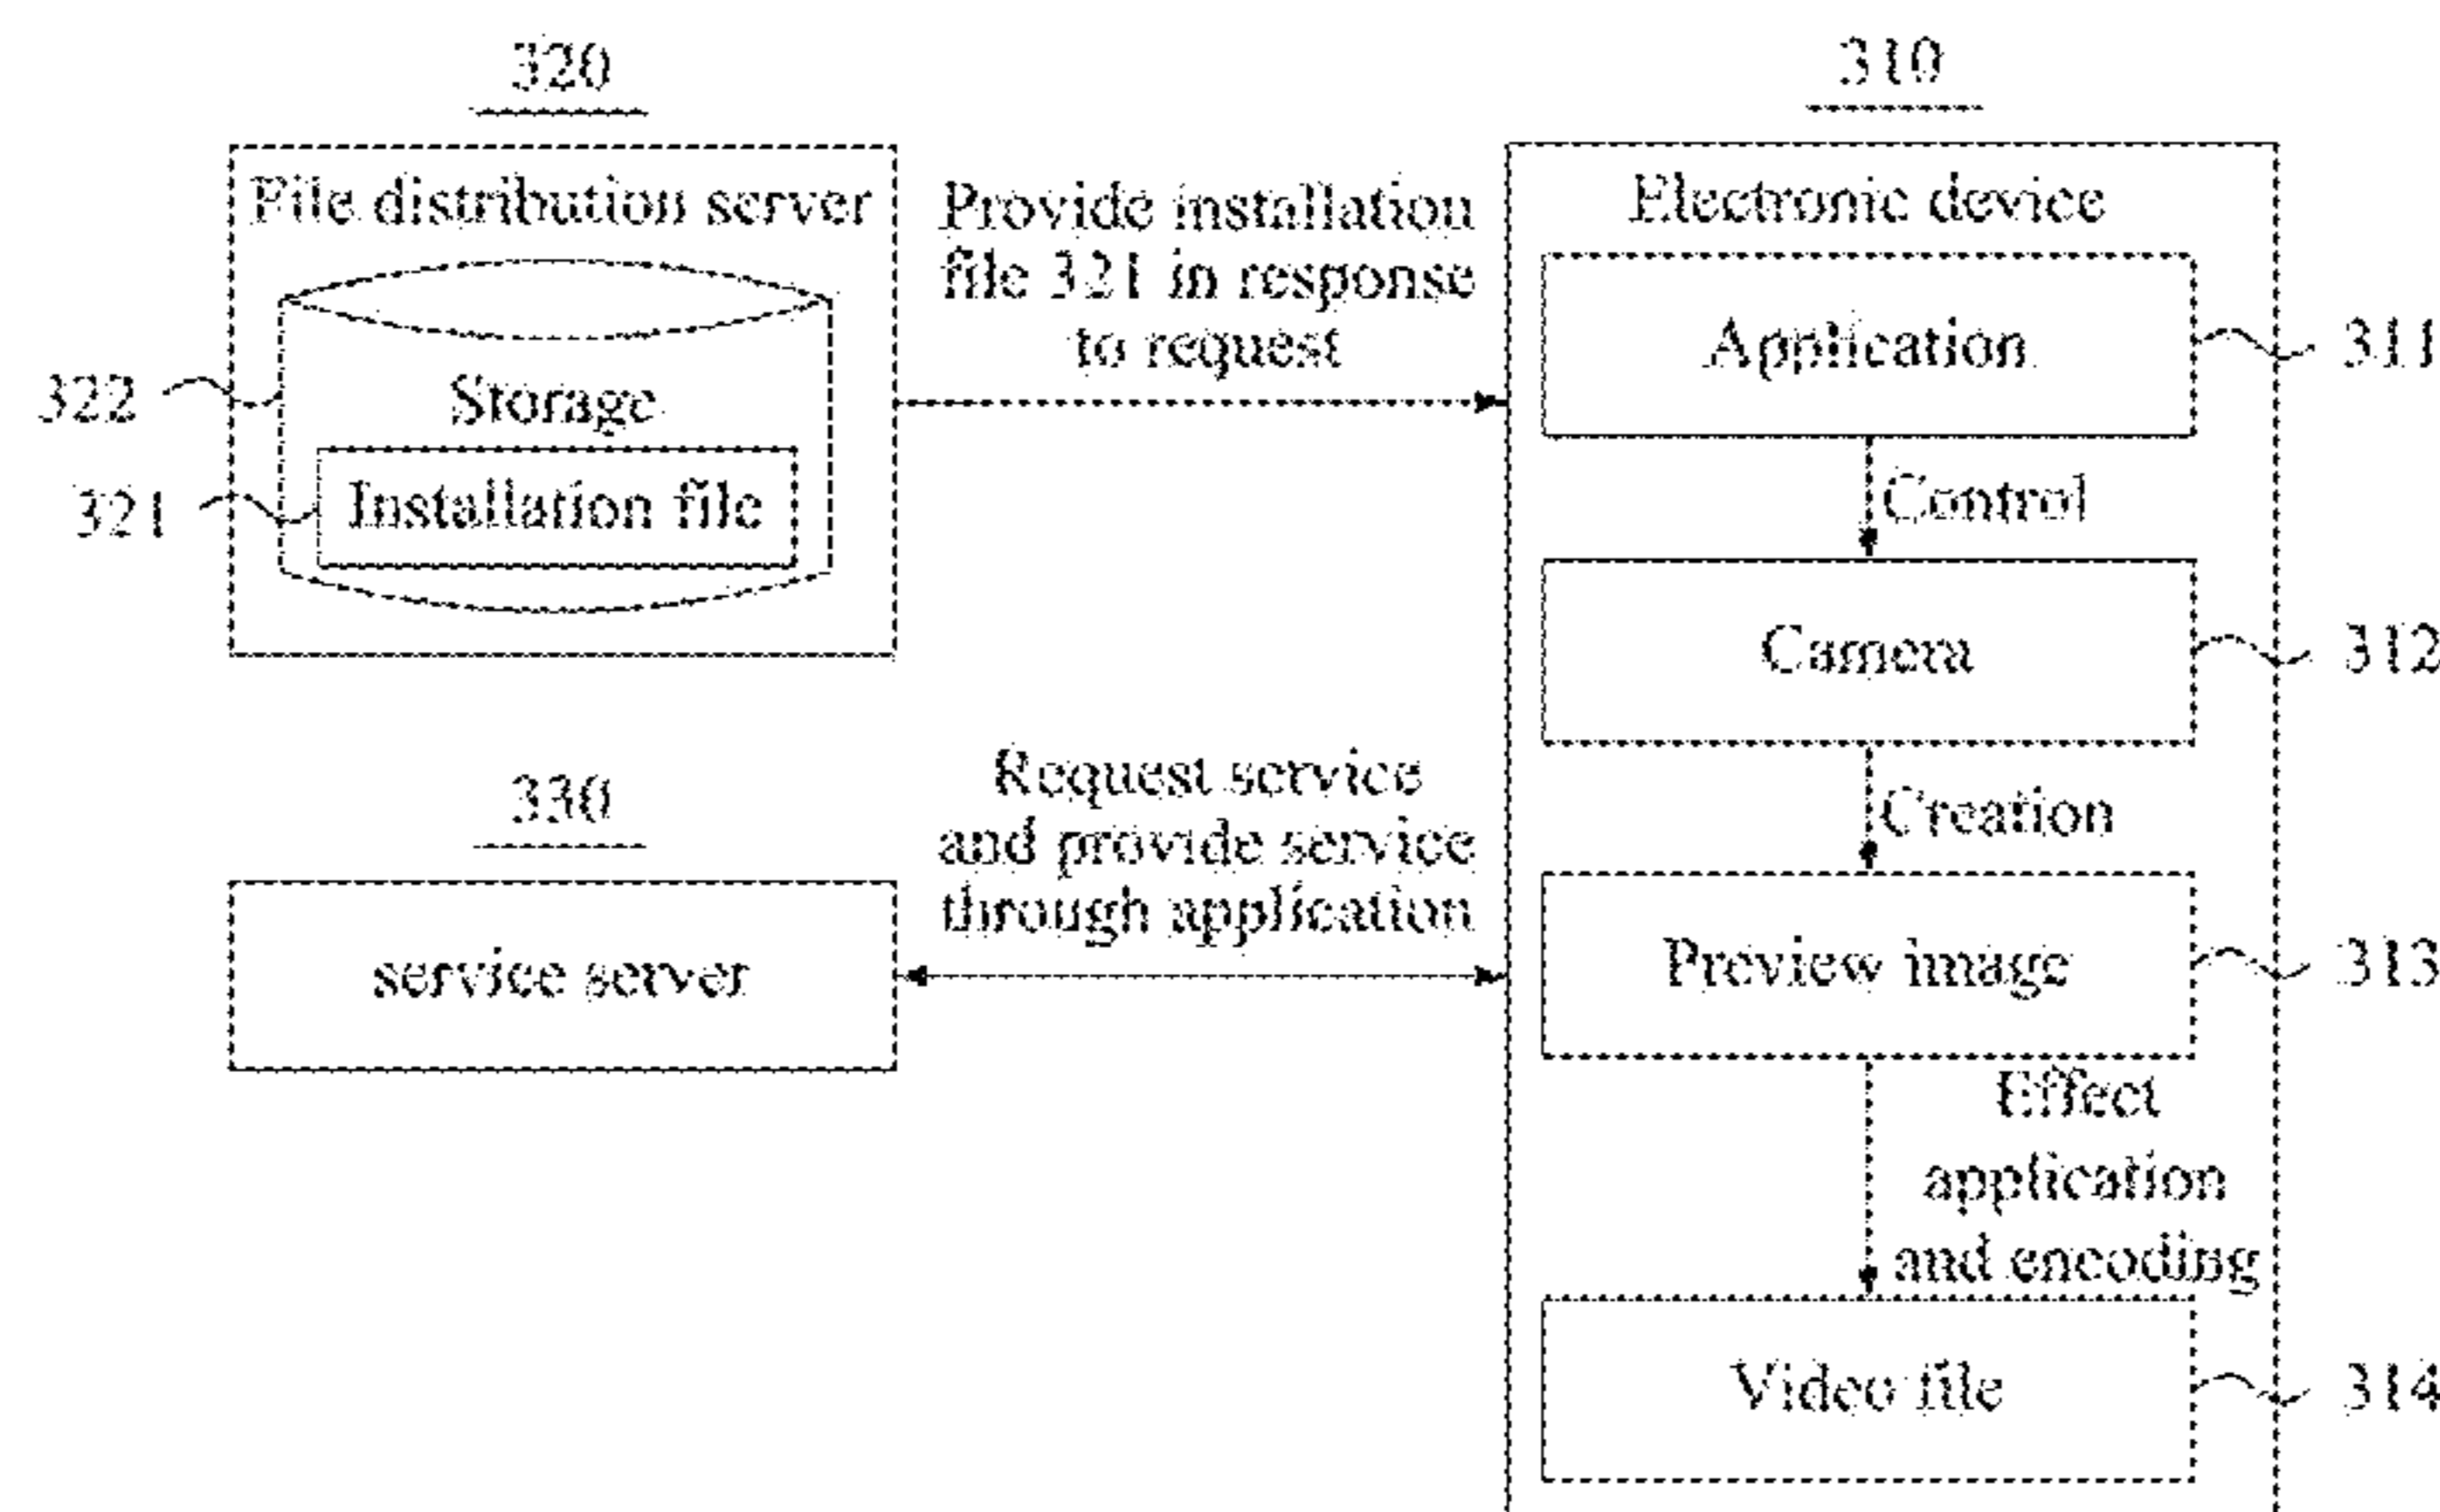 320
File distribution server
322
Storage
321
Installation file
Provide installation
file 321 in response
to request
330
service server
Request service
and provide service
through application
310
Electronic device
Application
311
Control
Camera
312
Creation
Preview image
313
Effect
application
and encoding
Video file
314